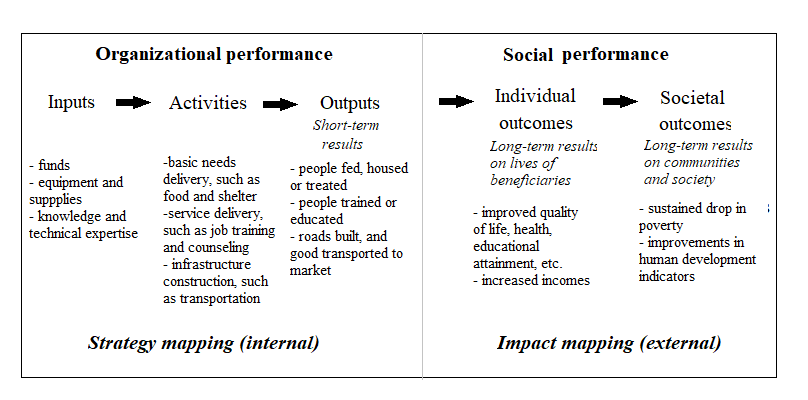 Organizational performance
Inputs
Activities
Outputs
Short-term
results
- funds
- equipment and
suppplies
- knowledge and
technical expertise
-basic needs
delivery, such as
food and shelter
-service delivery,
such as job training
and counseling
- infrastructure
construction, such
as transportation
- people fed, housed
or treated
- people trained or
educated
- roads built, and
good transported to
market
Strategy mapping (internal)
Social performance
Individual
outcomes
Long-term results
on lives of
beneficiaries
- improved quality
of life, health,
educational
attainment, etc.
- increased incomes
Societal
outcomes
Long-term results
on communities
and society
- sustained drop in
poverty
- improvements in
human development
indicators
Impact mapping (external)